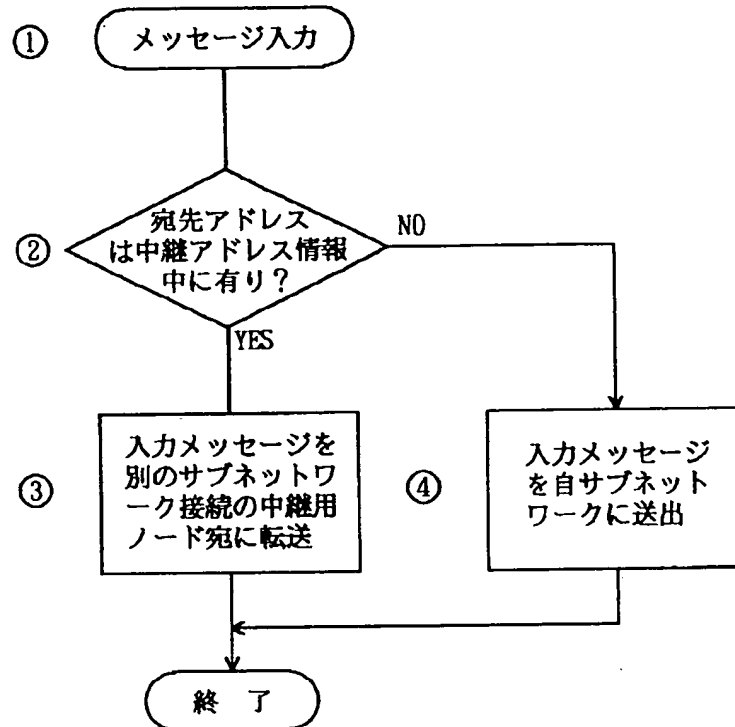 ① メッセージ入力
② 宛先アドレス
は中継アドレス情報
中に有り？
NO
YES
③ 入力メッセージを
別のサブネットワ
ーク接続の中継用
ノード宛に転送
④ 入力メッセージ
を自サブネット
ワークに送出
終 了